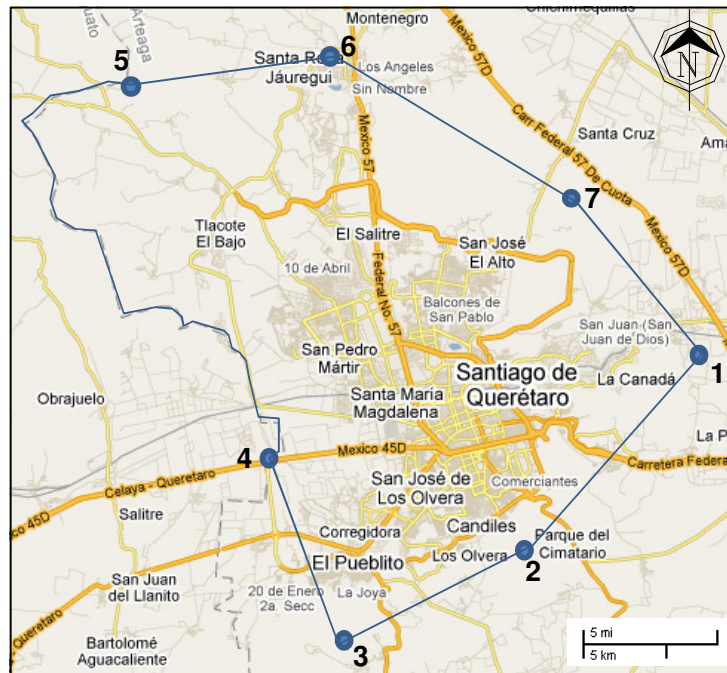 Montenegro
Mexico 57D
N
5
Arteaga
6
Jáuregui
Los Angeles
Sin Nombre
Mexico 57
Carr Federal 57 De Cuota
Santa Cruz
7
Tlacote
El Bajo
El Salitre
San José
El Alto
Mexico 57D
10 de Abril
Federal No. 57
Balcones de
San Pablo
San Juan (San
Juan de Dios)
San Pedro
Mártir
1
Santiago de
Querétaro
La Canadá
Obrajuelo
Santa María
Magdalena
4
Mexico 45D
Carretera Federal
Celaya - Queretaro
San José de
Los Olvera
Comerciantes
Mexico 45D
Salitre
Corregidora
Candiles
Parque del
Cimatario
El Pueblito
Los Olvera
2
San Juan
del Llanito
20 de Enero
2a. Secc
La Joya
3
Bartolomé
Aguacaliente
5 mi
5 km